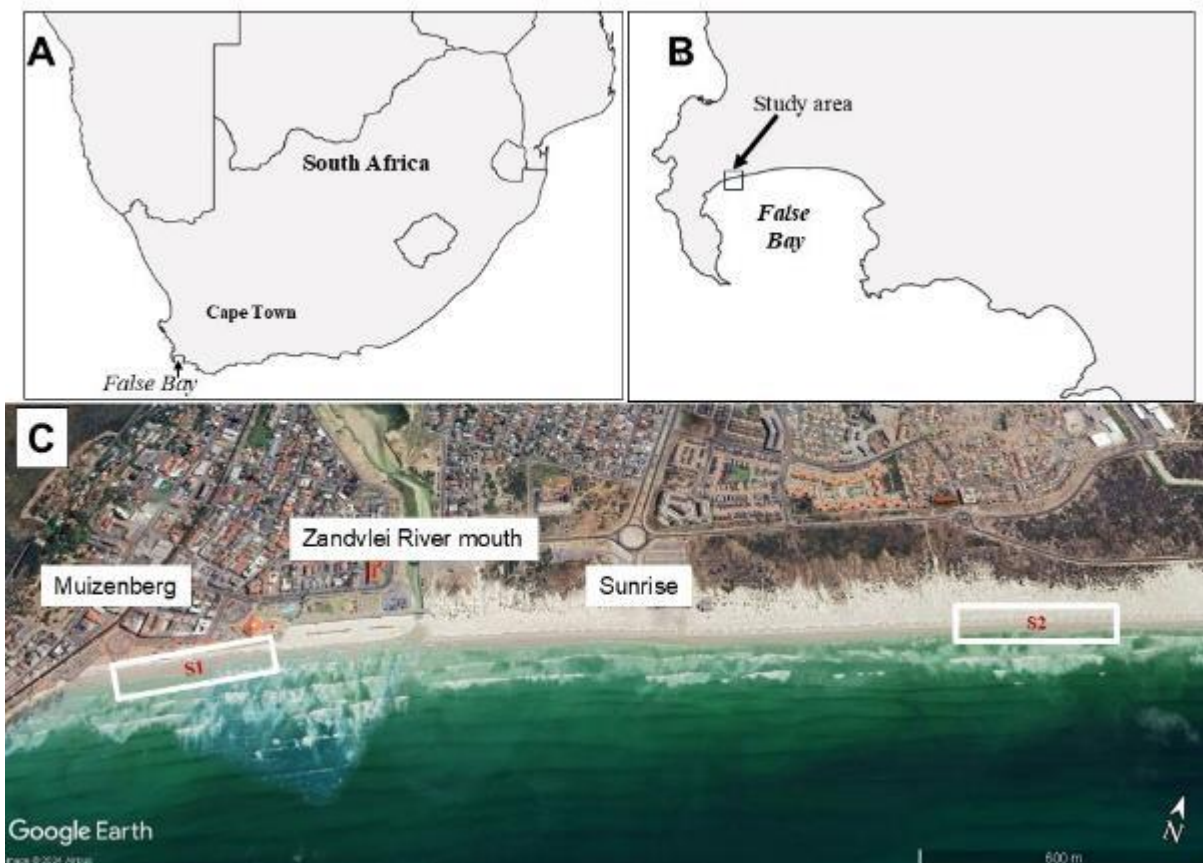 A
South Africa
Cape Town
False Bay
B
Study area
False
Bay
C
Zandvlei River mouth
Muizenberg
Sunrise
S1
S2
Google Earth
N
600 m